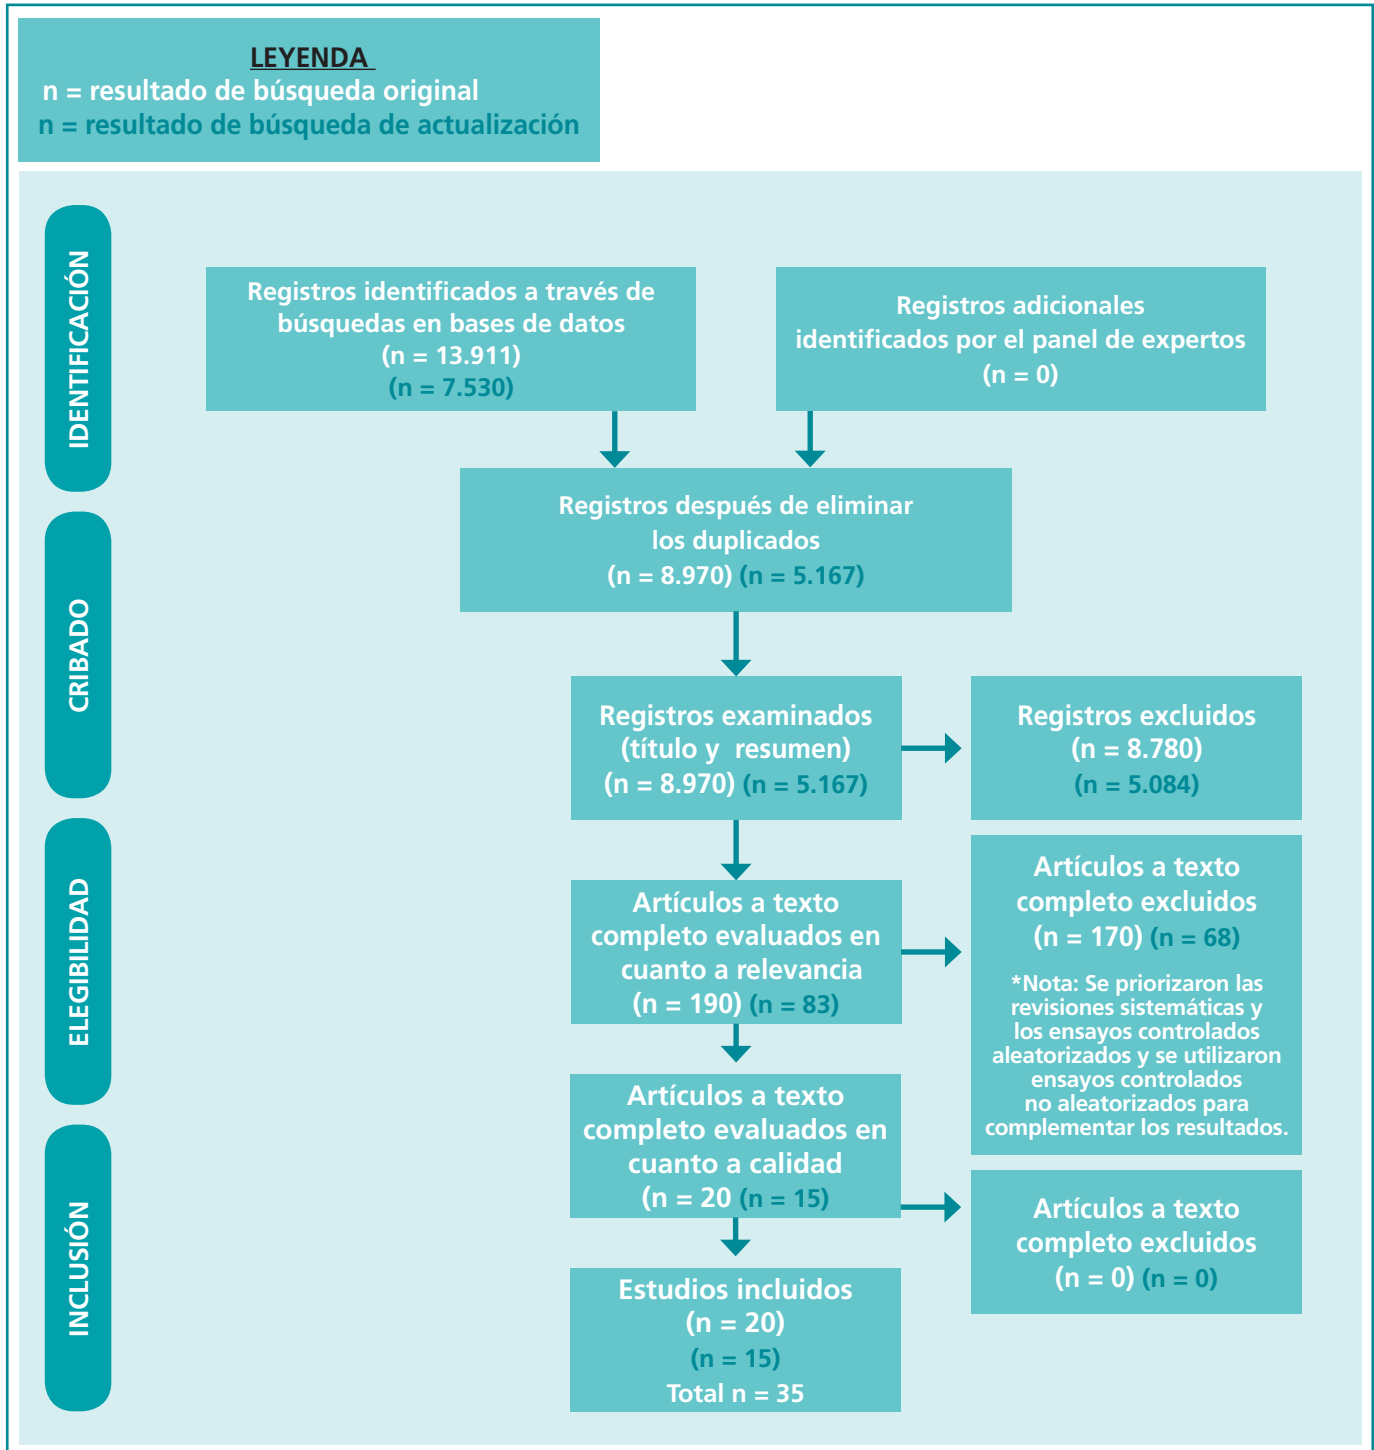 LEYENDA
n = resultado de búsqueda original
n = resultado de búsqueda de actualización
IDENTIFICACIÓN
Registros identificados a través de
búsquedas en bases de datos
(n = 13.911)
(n = 7.530)
Registros adicionales
identificados por el panel de expertos
(n = 0)
Registros después de eliminar
los duplicados
(n = 8.970) (n = 5.167)
CRIBADO
Registros examinados
(título y resumen)
(n = 8.970) (n = 5.167)
Registros excluidos
(n = 8.780)
(n = 5.084)
ELEGIBILIDAD
Artículos a texto
completo evaluados en
cuanto a relevancia
(n = 190) (n = 83)
Artículos a texto
completo excluidos
(n = 170) (n = 68)
*Nota: Se priorizaron las
revisiones sistemáticas y
los ensayos controlados
aleatorizados y se utilizaron
ensayos controlados
no aleatorizados para
complementar los resultados.
Artículos a texto
completo evaluados en
cuanto a calidad
(n = 20 (n = 15)
INCLUSIÓN
Artículos a texto
completo excluidos
(n = 0) (n = 0)
Estudios incluidos
(n = 20)
(n = 15)
Total n = 35